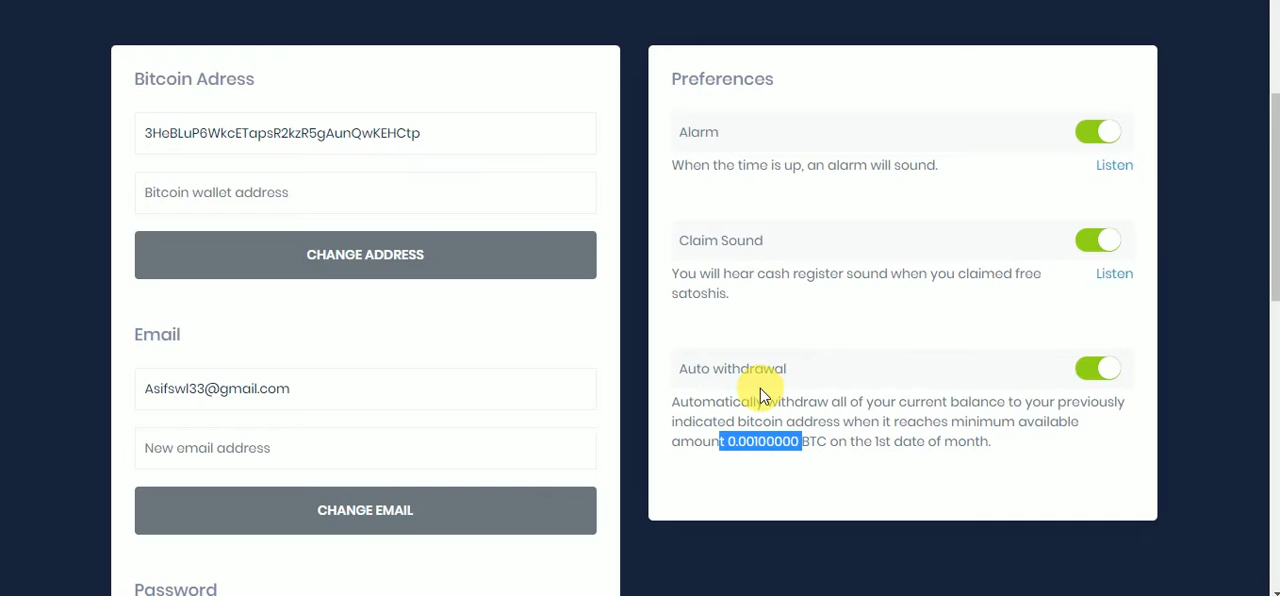 Bitcoin Adress
3HeBLuP6WkcETapsR2kzR5gAunQwKEHCtp
Bitcoin wallet address
CHANGE ADDRESS
Email
Asifswl33@gmail.com
New email address
CHANGE EMAIL
Password
Preferences
Alarm
When the time is up, an alarm will sound.
Listen
Claim Sound
You will hear cash register sound when you claimed free
Listen
satoshis.
Auto withdrawal
Automatically withdraw all of your current balance to your previously
indicated bitcoin address when it reaches minimum available
amount 0.00100000 BTC on the 1st date of month.